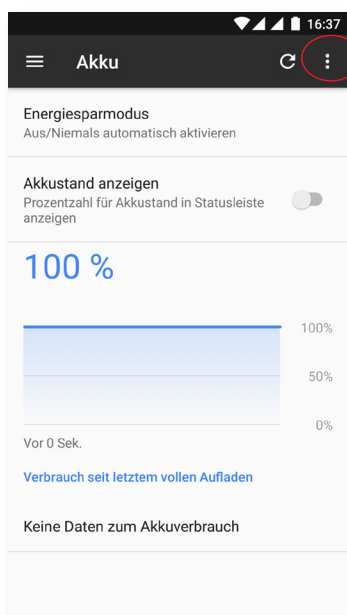 16:37
Akku
Energiesparmodus
Aus/Niemals automatisch aktivieren
Akkustand anzeigen
Prozentzahl für Akkustand in Statusleiste
anzeigen
100 %
100%
50%
0%
Vor 0 Sek.
Verbrauch seit letztem vollen Aufladen
Keine Daten zum Akkuverbrauch